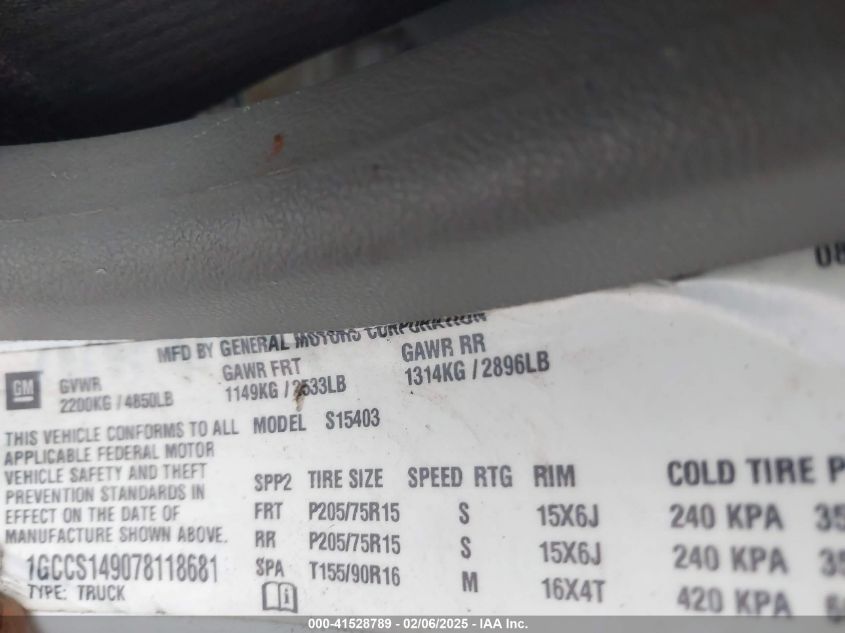 08
MFD BY GENERAL MOTORS CORPORATION
GM
GVWR
2200KG / 4850LB
GAWR FRT
1149KG / 2533LB
GAWR RR
1314KG / 2896LB
THIS VEHICLE CONFORMS TO ALL
APPLICABLE FEDERAL MOTOR
VEHICLE SAFETY AND THEFT
PREVENTION STANDARDS IN
EFFECT ON THE DATE OF
MANUFACTURE SHOWN ABOVE.
1GCCS149078118681
TYPE: TRUCK
MODEL S15403
SPP2 TIRE SIZE SPEED RTG RIM COLD TIRE P
FRT P205/75R15 S 15X6J 240 KPA 35
RR P205/75R15 S 15X6J 240 KPA 35
SPA T155/90R16 M 16X4T 420 KPA
000-41528789 - 02/06/2025 - IAA Inc.